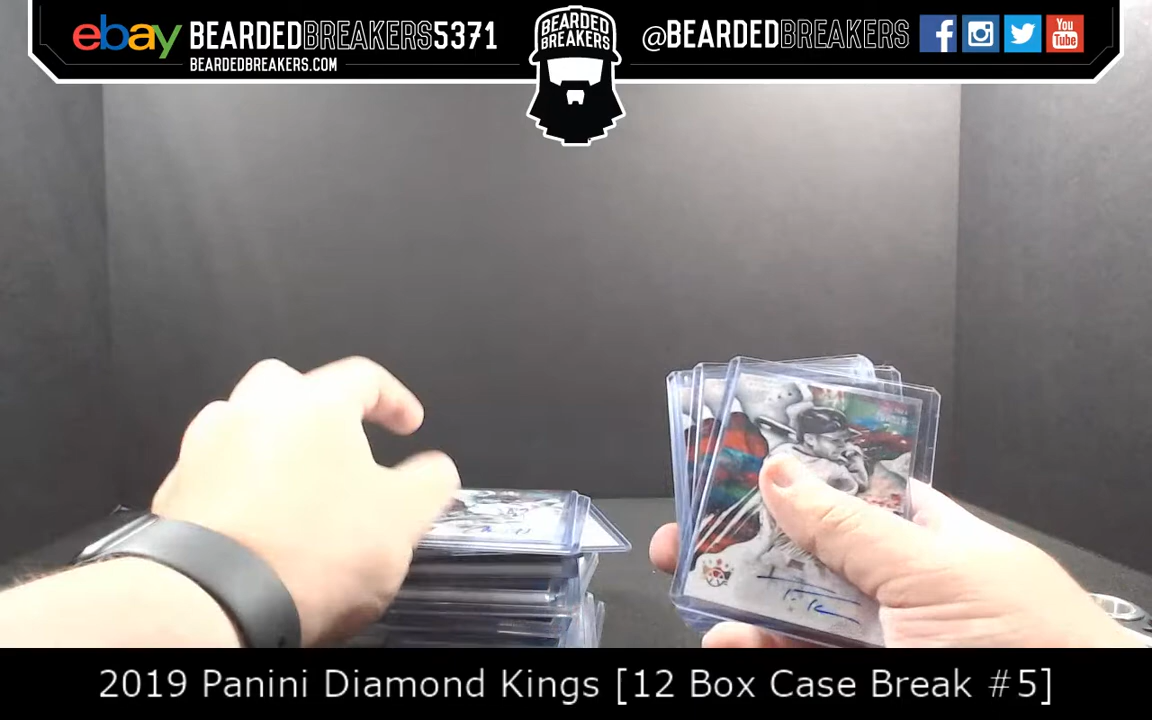 ebay BEARDEDBREAKERS5371
BEARDEDBREAKERS.COM
BEARDED
BREAKERS
@BEARDEDBREAKERS
You
Tube
2019 Panini Diamond Kings [12 Box Case Break #5]